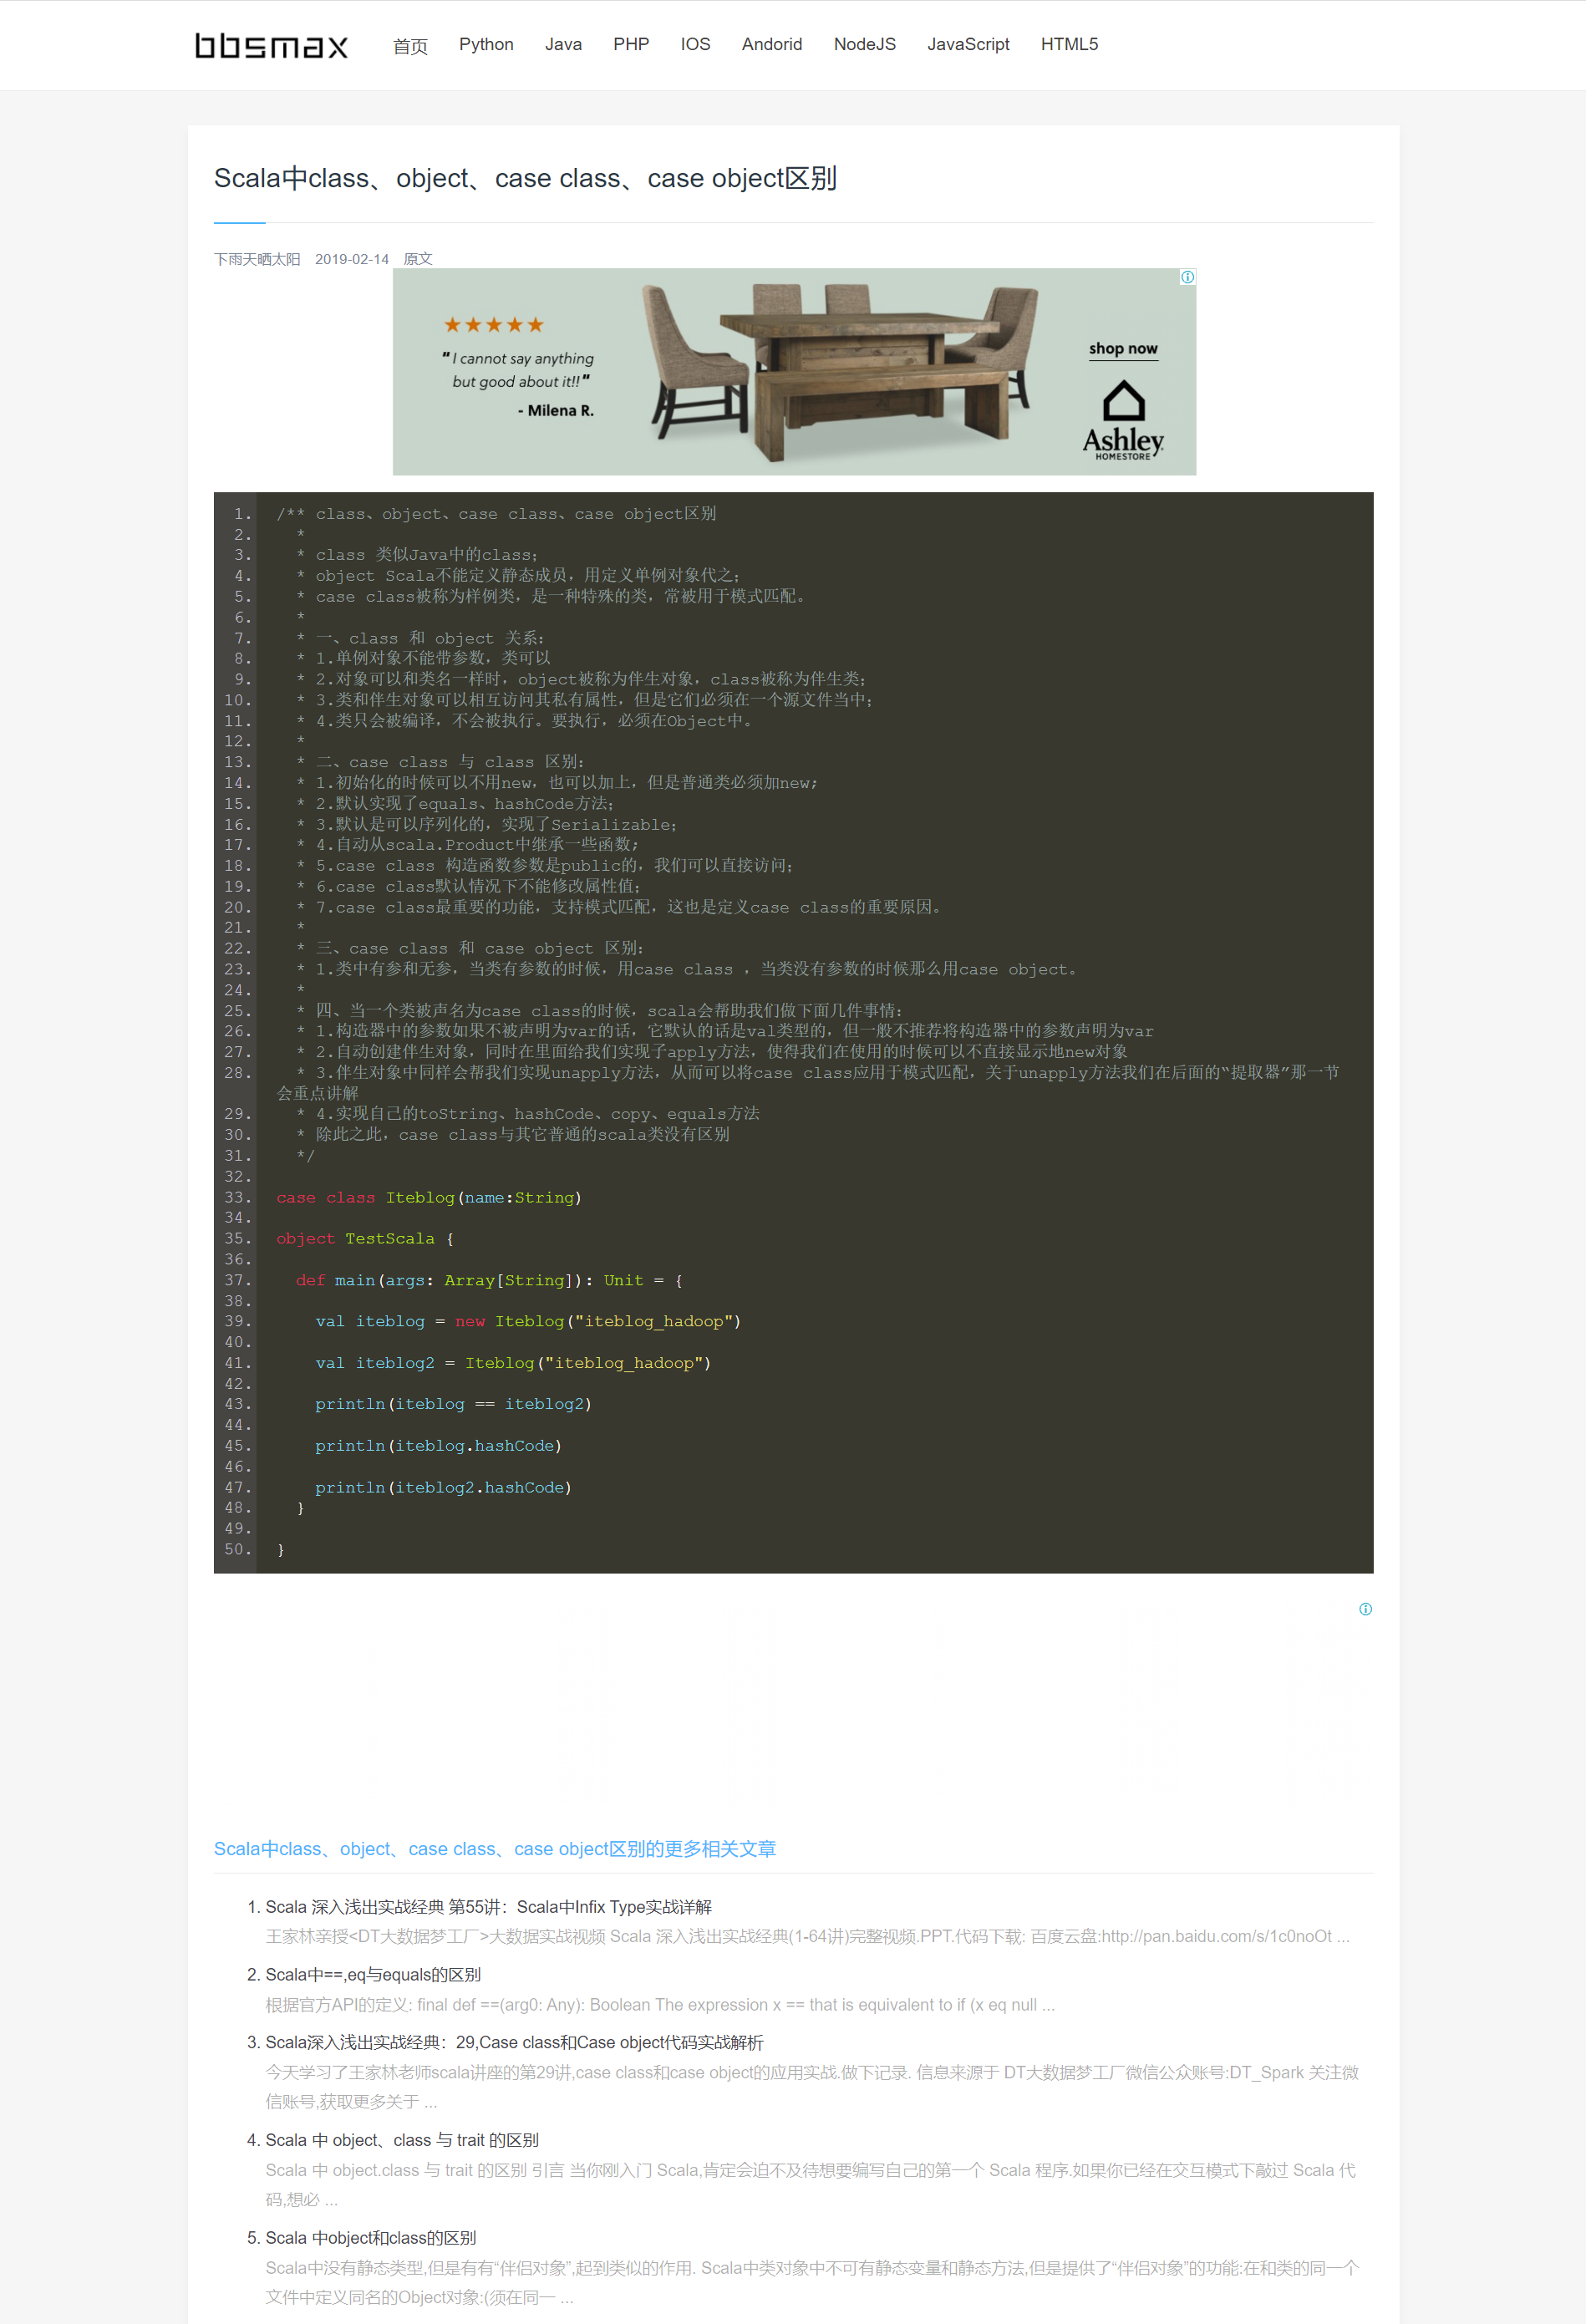 bbsmax
首页 Python Java PHP IOS Andorid NodeJS JavaScript HTML5
Scala中class、object、case class、case object区别
下雨天晒太阳 2019-02-14 原文
★★★★★
"I cannot say anything
but good about it!!"
- Milena R.
shop now
Ashley
HOMESTORE
1. /** class、object、case class、case object区别
2. *
3. * class 类似Java中的class;
4. * object Scala不能定义静态成员，用定义单例对象代之;
5. * case class被称为样例类，是一种特殊的类，常被用于模式匹配。
6. *
7. * 一、class 和 object 关系：
8. * 1.单例对象不能带参数，类可以
9. * 2.对象可以和类名一样时，object被称为伴生对象，class被称为伴生类;
10. * 3.类和伴生对象可以相互访问其私有属性，但是它们必须在一个源文件当中;
11. * 4.类只会被编译，不会被执行。要执行，必须在Object中。
12. *
13. * 二、case class 与 class 区别：
14. * 1.初始化的时候可以不用new，也可以加上，但是普通类必须加new;
15. * 2.默认实现了equals、hashCode方法;
16. * 3.默认是可以序列化的，实现了Serializable;
17. * 4.自动从scala.Product中继承一些函数;
18. * 5.case class 构造函数参数是public的，我们可以直接访问;
19. * 6.case class默认情况下不能修改属性值;
20. * 7.case class最重要的功能，支持模式匹配，这也是定义case class的重要原因。
21. *
22. * 三、case class 和 case object 区别：
23. * 1.类中有参和无参，当类有参数的时候，用case class ，当类没有参数的时候那么用case object。
24. *
25. * 四、当一个类被声名为case class的时候，scala会帮助我们做下面几件事情：
26. * 1.构造器中的参数如果不被声明为var的话，它默认的话是val类型的，但一般不推荐将构造器中的参数声明为var
27. * 2.自动创建伴生对象，同时在里面给我们实现子apply方法，使得我们在使用的时候可以不直接显示地new对象
28. * 3.伴生对象中同样会帮我们实现unapply方法，从而可以将case class应用于模式匹配，关于unapply方法我们在后面的“提取器”那一节
会重点讲解
29. * 4.实现自己的toString、hashCode、copy、equals方法
30. * 除此之此，case class与其它普通的scala类没有区别
31. */
32.
33. case class Iteblog(name:String)
34.
35. object TestScala {
36.
37. def main(args: Array[String]): Unit = {
38.
39. val iteblog = new Iteblog("iteblog_hadoop")
40.
41. val iteblog2 = Iteblog("iteblog_hadoop")
42.
43. println(iteblog == iteblog2)
44.
45. println(iteblog.hashCode)
46.
47. println(iteblog2.hashCode)
48. }
49.
50. }
Scala中class、object、case class、case object区别的更多相关文章
1. Scala 深入浅出实战经典 第55讲：Scala中Infix Type实战详解
王家林亲授<DT大数据梦工厂>大数据实战视频 Scala 深入浅出实战经典(1-64讲)完整视频.PPT.代码下载: 百度云盘:http://pan.baidu.com/s/1c0noOt ...
2. Scala中==,eq与equals的区别
根据官方API的定义: final def ==(arg0: Any): Boolean The expression x == that is equivalent to if (x eq null ...
3. Scala深入浅出实战经典：29,Case class和Case object代码实战解析
今天学习了王家林老师scala讲座的第29讲,case class和case object的应用实战.做下记录. 信息来源于 DT大数据梦工厂微信公众账号:DT_Spark 关注微
信账号,获取更多关于 ...
4. Scala 中 object、class 与 trait 的区别
Scala 中 object.class 与 trait 的区别 引言 当你刚入门 Scala,肯定会迫不及待想要编写自己的第一个 Scala 程序.如果你已经在交互模式下敲过 Scala 代
码,想必 ...
5. Scala 中object和class的区别
Scala中没有静态类型,但是有有“伴侣对象”,起到类似的作用. Scala中类对象中不可有静态变量和静态方法,但是提供了“伴侣对象”的功能:在和类的同一个
文件中定义同名的Object对象:(须在同一 ...